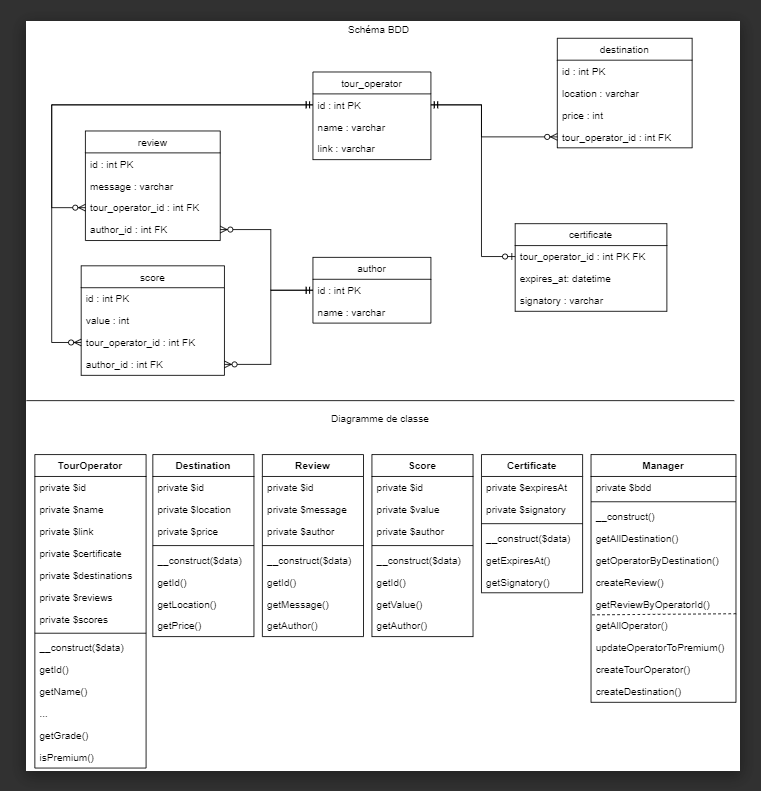 Schéma BDD
destination
id : int PK
location : varchar
price : int
tour_operator_id : int FK
tour_operator
id : int PK
name : varchar
link : varchar
review
id : int PK
message : varchar
tour_operator_id : int FK
author_id : int FK
certificate
tour_operator_id : int PK FK
expires_at: datetime
signatory : varchar
author
id : int PK
name : varchar
score
id : int PK
value : int
tour_operator_id : int FK
author_id : int FK
Diagramme de classe
TourOperator
private $id
private $name
private $link
private $certificate
private $destinations
private $reviews
private $scores
__construct($data)
getId()
getName()
...
getGrade()
isPremium()
Destination
private $id
private $location
private $price
__construct($data)
getId()
getLocation()
getPrice()
Review
private $id
private $message
private $author
__construct($data)
getId()
getMessage()
getAuthor()
Score
private $id
private $value
private $author
__construct($data)
getId()
getValue()
getAuthor()
Certificate
private $expiresAt
private $signatory
__construct($data)
getExpiresAt()
getSignatory()
Manager
private $bdd
__construct()
getAllDestination()
getOperatorByDestination()
createReview()
getReviewByOperatorId()
getAllOperator()
updateOperatorToPremium()
createTourOperator()
createDestination()